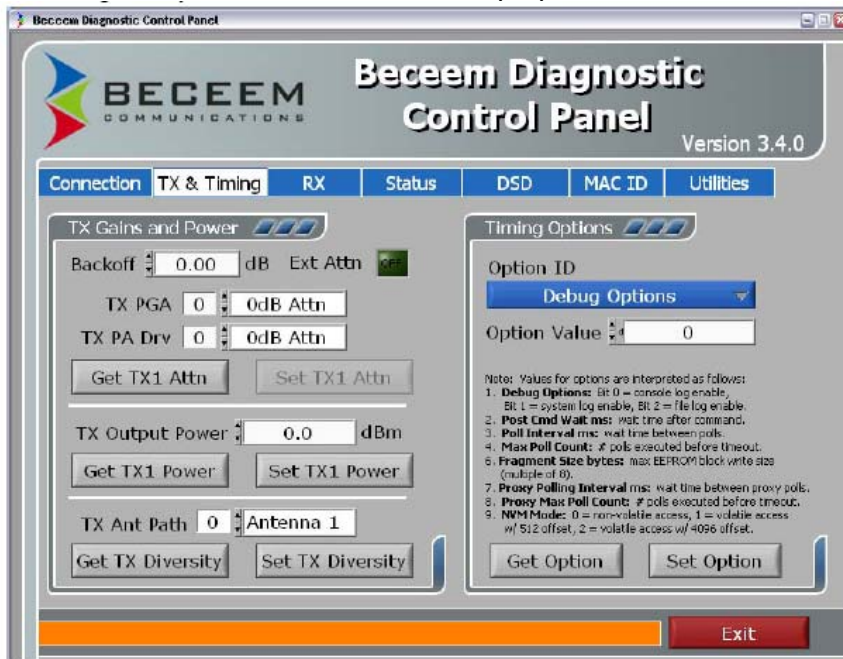 Beceem Diagnostic Control Panel
BECEEM
COMMUNICATIONS
Beceem Diagnostic
Control Panel
Version 3.4.0
Connection TX & Timing RX Status DSD MAC ID Utilities
TX Gains and Power
Backoff 0.00 dB Ext Attn OFF
TX PGA 0 0dB Attn
TX PA Drv 0 0dB Attn
Get TX1 Attn Set TX1 Attn
TX Output Power 0.0 dBm
Get TX1 Power Set TX1 Power
TX Ant Path 0 Antenna 1
Get TX Diversity Set TX Diversity
Timing Options
Option ID
Debug Options
Option Value d 0
Note: Values for options are interpreted as follows:
1. Debug Options: Bit 0 = console log enable,
Bit 1 = system log enable, Bit 2 = file log enable.
2. Post Cmd Wait ms: wait time after command.
3. Poll Interval ms: wait time between polls.
4. Max Poll Count: # polls executed before timeout.
6. Fragment Size bytes: max EEPROM block write size
(multiple of 8).
7. Proxy Polling Interval ms: wait time between proxy polls.
8. Proxy Max Poll Count: # polls executed before timeout.
9. NVM Mode: 0 = non-volatile access, 1 = volatile access
w/ 512 offset, 2 = volatile access w/ 4096 offset.
Get Option Set Option
Exit